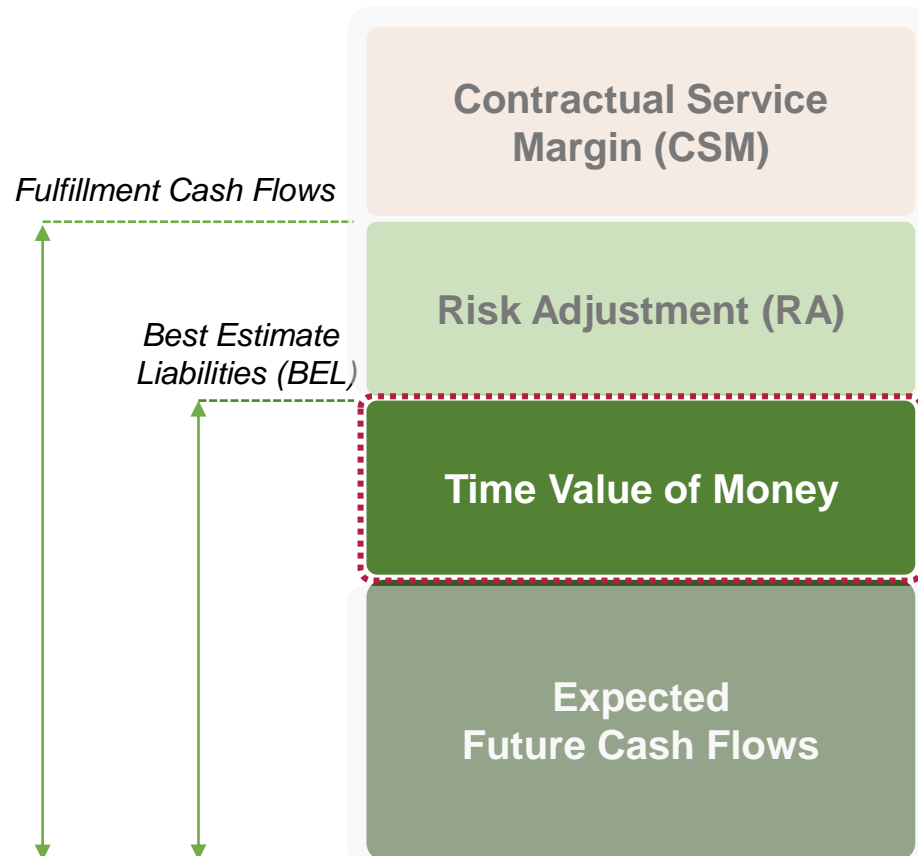 Contractual Service
Margin (CSM)
Fulfillment Cash Flows
Risk Adjustment (RA)
Best Estimate
Liabilities (BEL)
Time Value of Money
Expected
Future Cash Flows